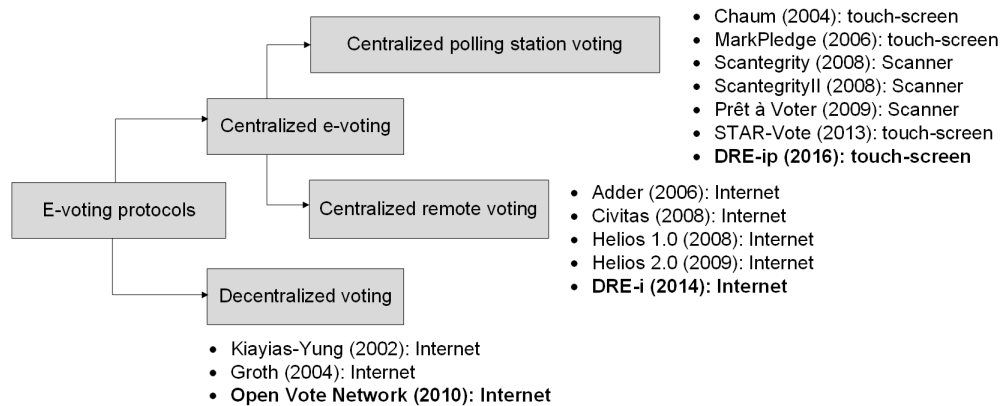 Centralized polling station voting
• Chaum (2004): touch-screen
• MarkPledge (2006): touch-screen
• Scantegrity (2008): Scanner
• ScantegrityII (2008): Scanner
• Prêt à Voter (2009): Scanner
• STAR-Vote (2013): touch-screen
• DRE-ip (2016): touch-screen
Centralized e-voting
E-voting protocols
Centralized remote voting
• Adder (2006): Internet
• Civitas (2008): Internet
• Helios 1.0 (2008): Internet
• Helios 2.0 (2009): Internet
• DRE-i (2014): Internet
Decentralized voting
• Kiayias-Yung (2002): Internet
• Groth (2004): Internet
• Open Vote Network (2010): Internet